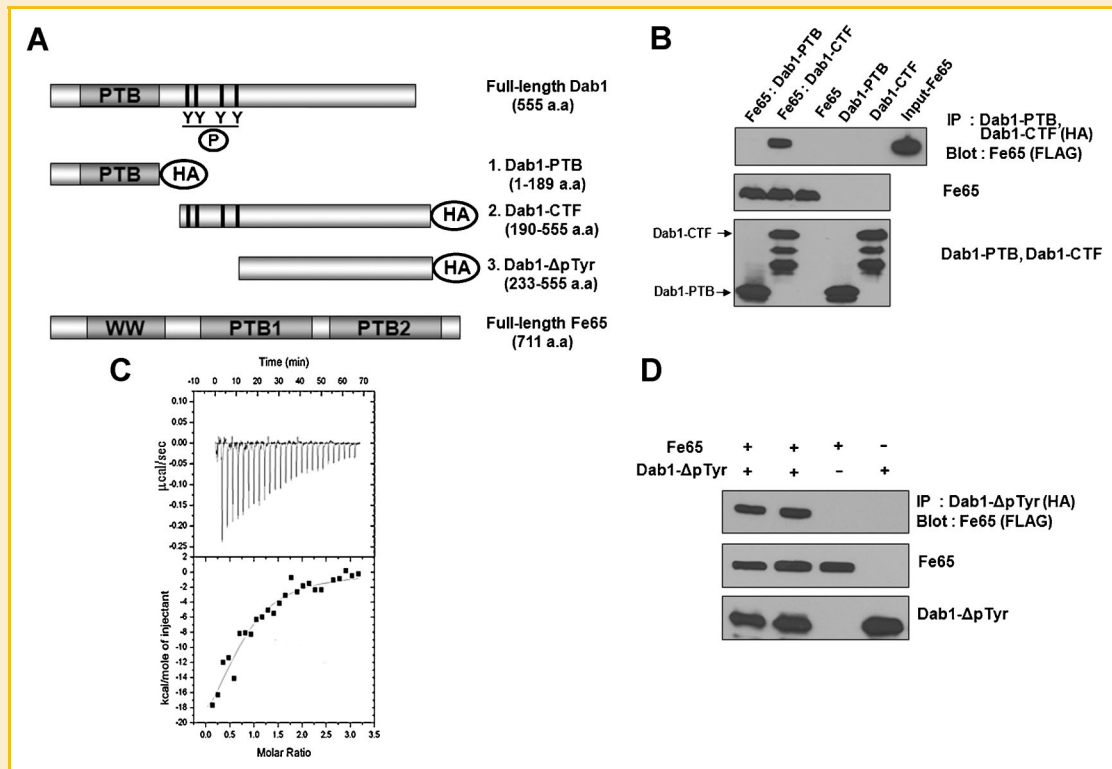 A
PTB
YY Y Y
P
Full-length Dab1
(555 a.a)
PTB HA
1. Dab1-PTB
(1-189 a.a)
HA
2. Dab1-CTF
(190-555 a.a)
HA
3. Dab1-ΔpTyr
(233-555 a.a)
WW PTB1 PTB2
Full-length Fe65
(711 a.a)
B
Fe65 : Dab1-PTB
Fe65 : Dab1-CTF
Fe65
Dab1-PTB
Dab1-CTF
Input-Fe65
IP : Dab1-PTB,
Dab1-CTF (HA)
Blot : Fe65 (FLAG)
Fe65
Dab1-CTF
Dab1-PTB
Dab1-PTB, Dab1-CTF
C
Time (min)
-10 0 10 20 30 40 50 60 70
0.10
0.05
0.00
-0.05
-0.10
-0.15
-0.20
-0.25
µcal/sec
2
0
-2
-4
-6
-8
-10
-12
-14
-16
-18
-20
kcal/mole of injectant
0.0 0.5 1.0 1.5 2.0 2.5 3.0 3.5
Molar Ratio
D
Fe65 + + + -
Dab1-ΔpTyr + + - +
IP : Dab1-ΔpTyr (HA)
Blot : Fe65 (FLAG)
Fe65
Dab1-ΔpTyr